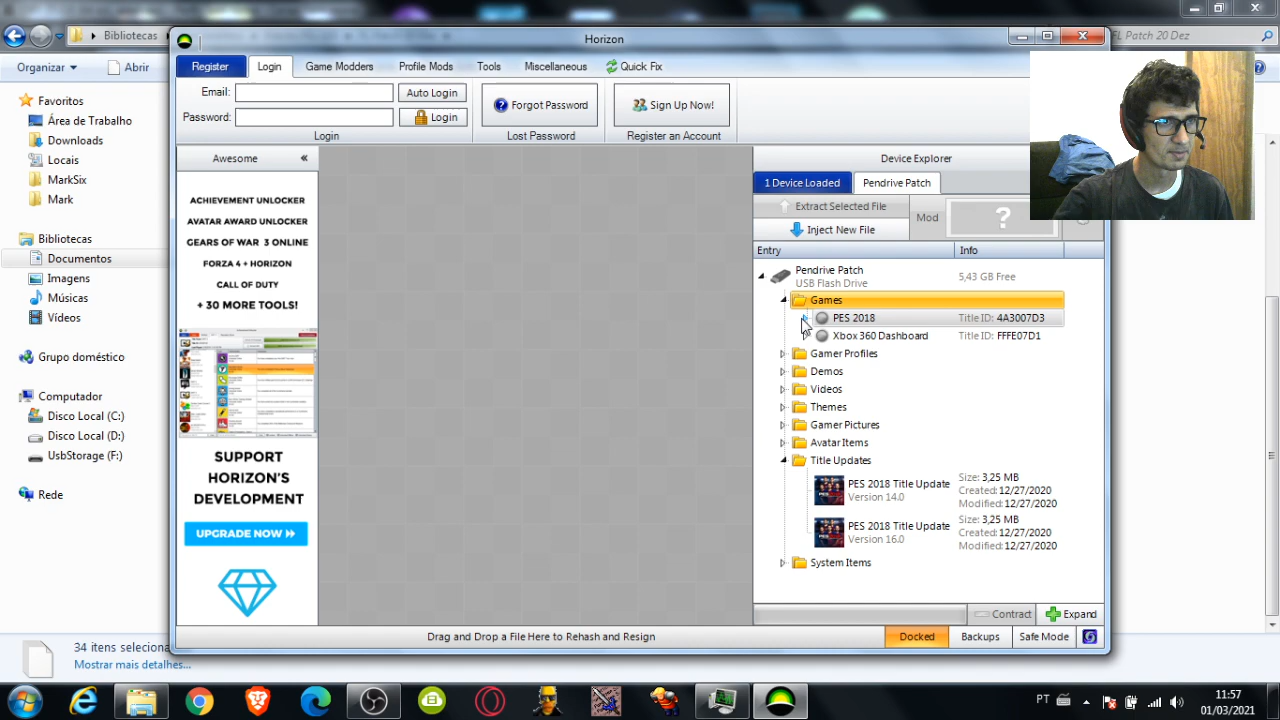 Bibliotecas
FL Patch 20 Dez
Organizar
Abrir
Favoritos
Área de Trabalho
Downloads
Locais
MarkSix
Mark
Bibliotecas
Documentos
Imagens
Músicas
Vídeos
Grupo doméstico
Computador
Disco Local (C:)
Disco Local (D:)
UsbStorage (F:)
Rede
34 itens seleciona
Mostrar mais detalhes...
Horizon
Register
Login
Game Modders
Profile Mods
Tools
Miscellaneous
Quick Fix
Email:
Auto Login
Password:
Login
Login
Forgot Password
Lost Password
Sign Up Now!
Register an Account
Awesome «
ACHIEVEMENT UNLOCKER
AVATAR AWARD UNLOCKER
GEARS OF WAR 3 ONLINE
FORZA 4 + HORIZON
CALL OF DUTY
+ 30 MORE TOOLS!
SUPPORT
HORIZON'S
DEVELOPMENT
UPGRADE NOW
Device Explorer
1 Device Loaded
Pendrive Patch
Extract Selected File
Inject New File
Mod
?
Entry
Info
Pendrive Patch
USB Flash Drive
5,43 GB Free
Games
PES 2018
Title ID: 4A3007D3
Xbox 360 Dashboard
Title ID: FFFE07D1
Gamer Profiles
Demos
Videos
Themes
Gamer Pictures
Avatar Items
Title Updates
PES 2018 Title Update
Version 14.0
Size: 3,25 MB
Created: 12/27/2020
Modified: 12/27/2020
PES 2018 Title Update
Version 16.0
Size: 3,25 MB
Created: 12/27/2020
Modified: 12/27/2020
System Items
Contract
Expand
Drag and Drop a File Here to Rehash and Resign
Docked
Backups
Safe Mode
PT
11:57
01/03/2021